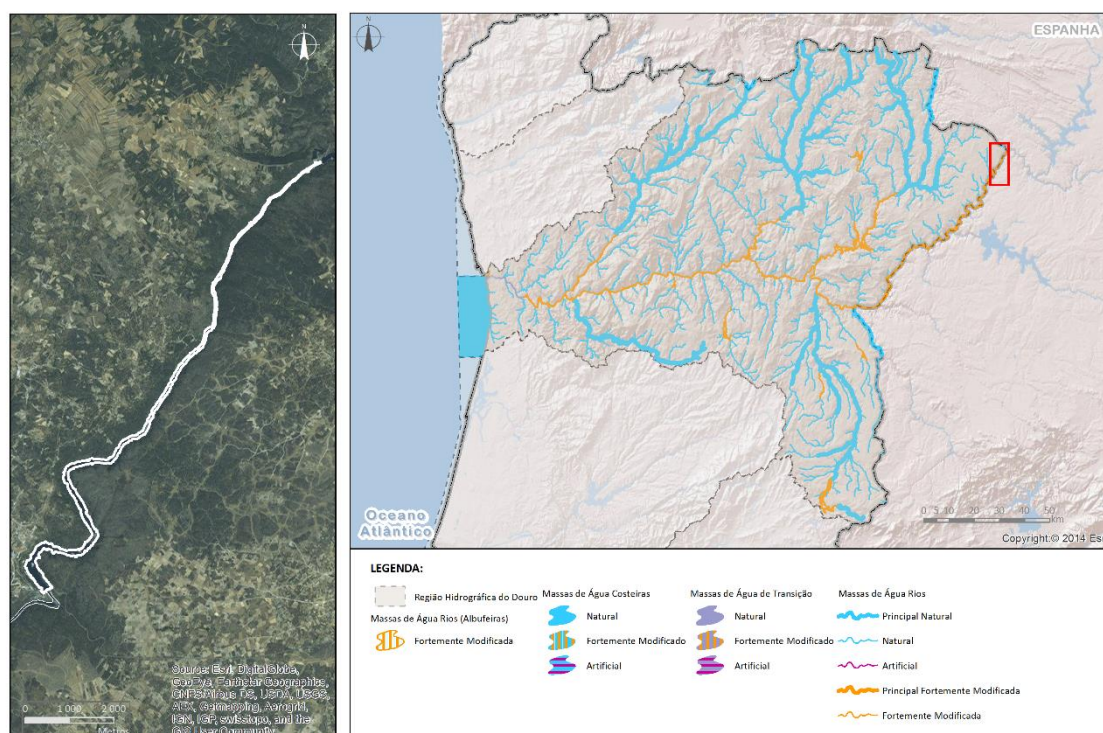 N
Source: Esri, DigitalGlobe,
GeoEye, Earthstar Geographics,
CNES/Airbus DS, USDA, USGS,
AEX, Getmapping, Aerogrid,
IGN, IGP, swisstopo, and the
GIS User Community
0 1 000 2 000
Metros
N
ESPANHA
Oceano
Atlântico
0 5 10 20 30 40 50
km
Copyright:© 2014 Esri
LEGENDA:
Região Hidrográfica do Douro
Massas de Água Rios (Albufeiras)
Fortemente Modificada
Massas de Água Costeiras
Natural
Fortemente Modificado
Artificial
Massas de Água de Transição
Natural
Fortemente Modificado
Artificial
Massas de Água Rios
Principal Natural
Natural
Artificial
Principal Fortemente Modificada
Fortemente Modificada